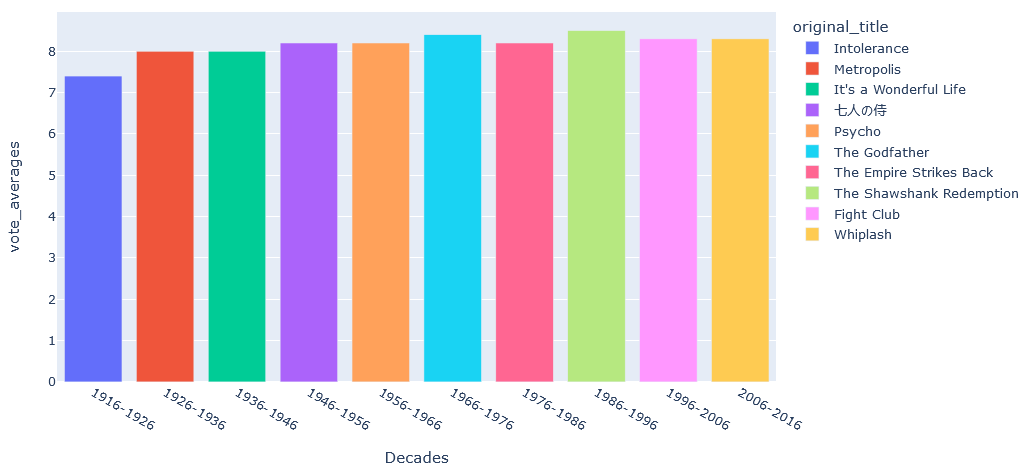 original_title
Intolerance
Metropolis
It's a Wonderful Life
七人の侍
Psycho
The Godfather
The Empire Strikes Back
The Shawshank Redemption
Fight Club
Whiplash
vote_averages
8
7
6
5
4
3
2
1
0
1916-1926
1926-1936
1936-1946
1946-1956
1956-1966
1966-1976
1976-1986
1986-1996
1996-2006
2006-2016
Decades